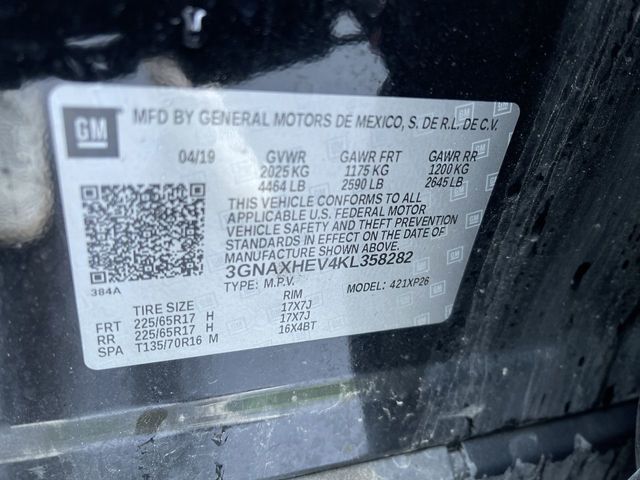 GM
MFD BY GENERAL MOTORS DE MEXICO, S. DE R.L. DE C.V.
04/19 GVWR GAWR FRT GAWR RR
2025 KG 1175 KG 1200 KG
4464 LB 2590 LB 2645 LB
THIS VEHICLE CONFORMS TO ALL
APPLICABLE U.S. FEDERAL MOTOR
VEHICLE SAFETY AND THEFT PREVENTION
STANDARDS IN EFFECT ON THE DATE OF
MANUFACTURE SHOWN ABOVE.
384A 3GNAXHEV4KL358282
TYPE: M.P.V. MODEL: 421XP26
TIRE SIZE RIM
FRT 225/65R17 H 17X7J
RR 225/65R17 H 17X7J
SPA T135/70R16 M 16X4BT